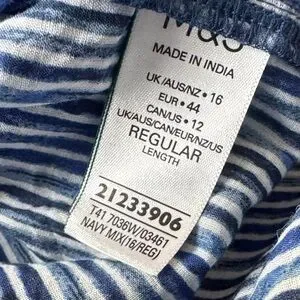 M&S
MADE IN INDIA
UK/AUS/NZ • 16
EUR • 44
CAN/US • 12
UK/AUS/CAN/EUR/NZ/US
REGULAR
LENGTH
21233906
T41 7036W/03461
NAVY MIX(16/REG)